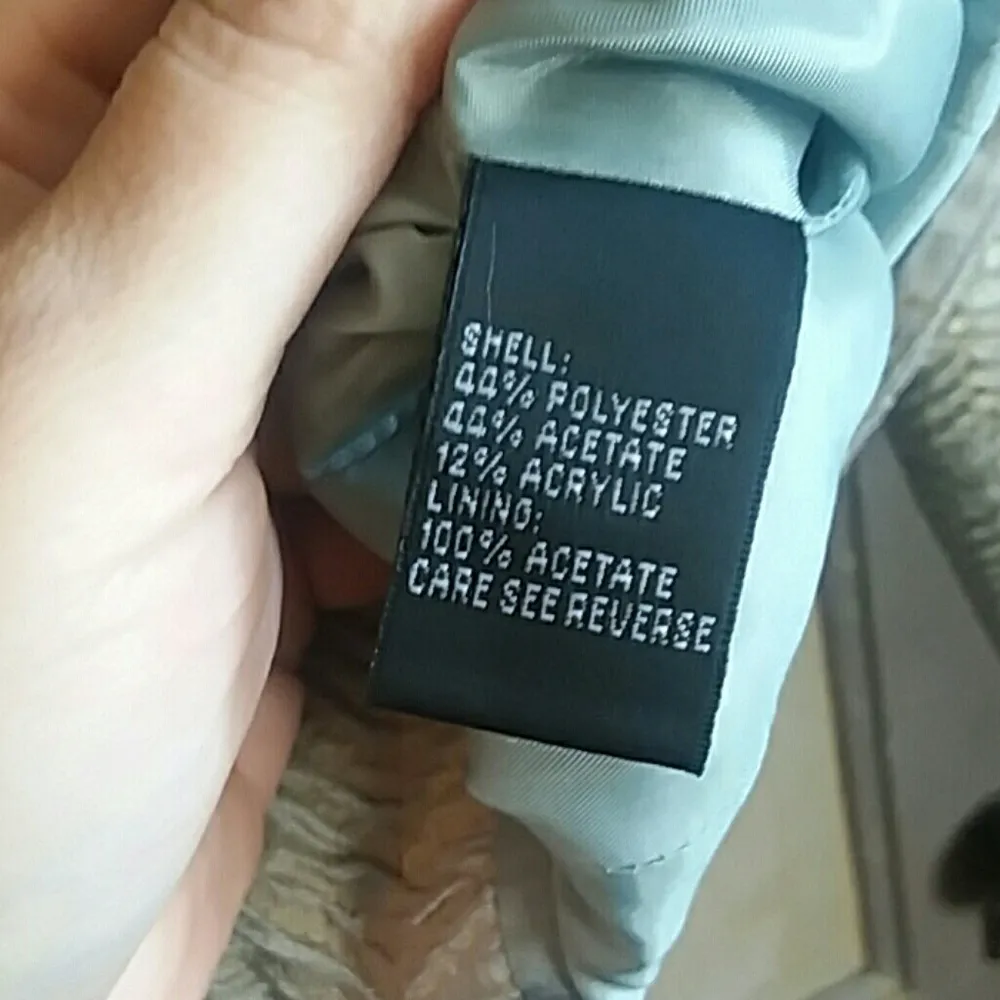 SHELL:
44% POLYESTER
44% ACETATE
12% ACRYLIC
LINING:
100% ACETATE
CARE SEE REVERSE